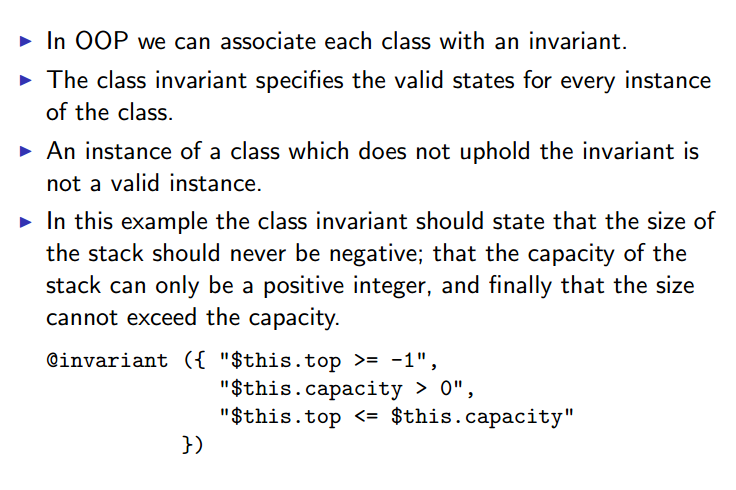 ▶ In OOP we can associate each class with an invariant.
▶ The class invariant specifies the valid states for every instance
of the class.
▶ An instance of a class which does not uphold the invariant is
not a valid instance.
▶ In this example the class invariant should state that the size of
the stack should never be negative; that the capacity of the
stack can only be a positive integer, and finally that the size
cannot exceed the capacity.
@invariant ({ "$this.top >= -1",
"$this.capacity > 0",
"$this.top <= $this.capacity"
})